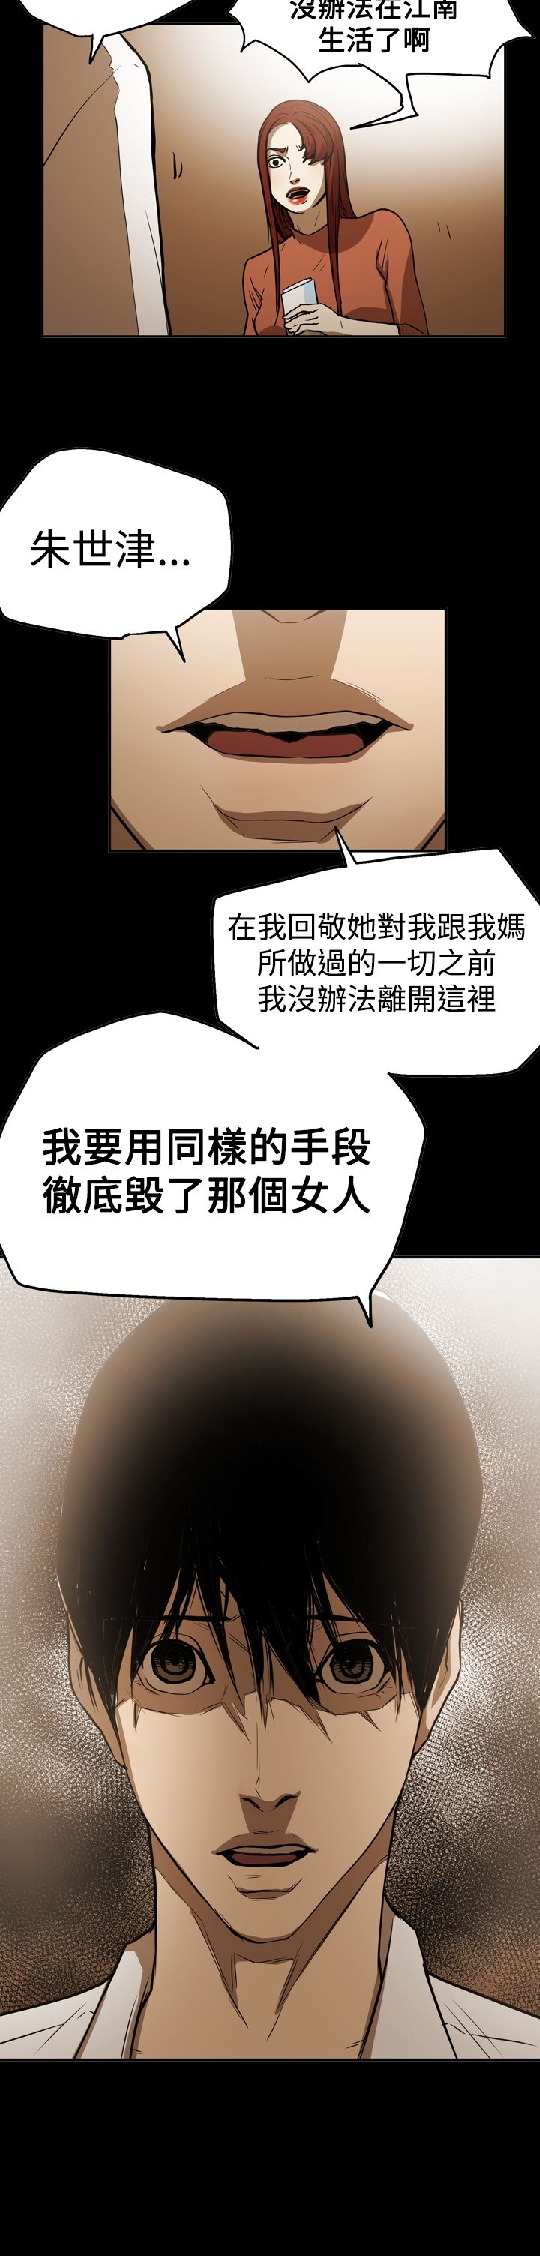 沒辦法在江南
生活了啊
朱世津...
在我回敬她對我跟我媽
所做過的一切之前
我沒辦法離開這裡
我要用同樣的手段
徹底毀了那個女人